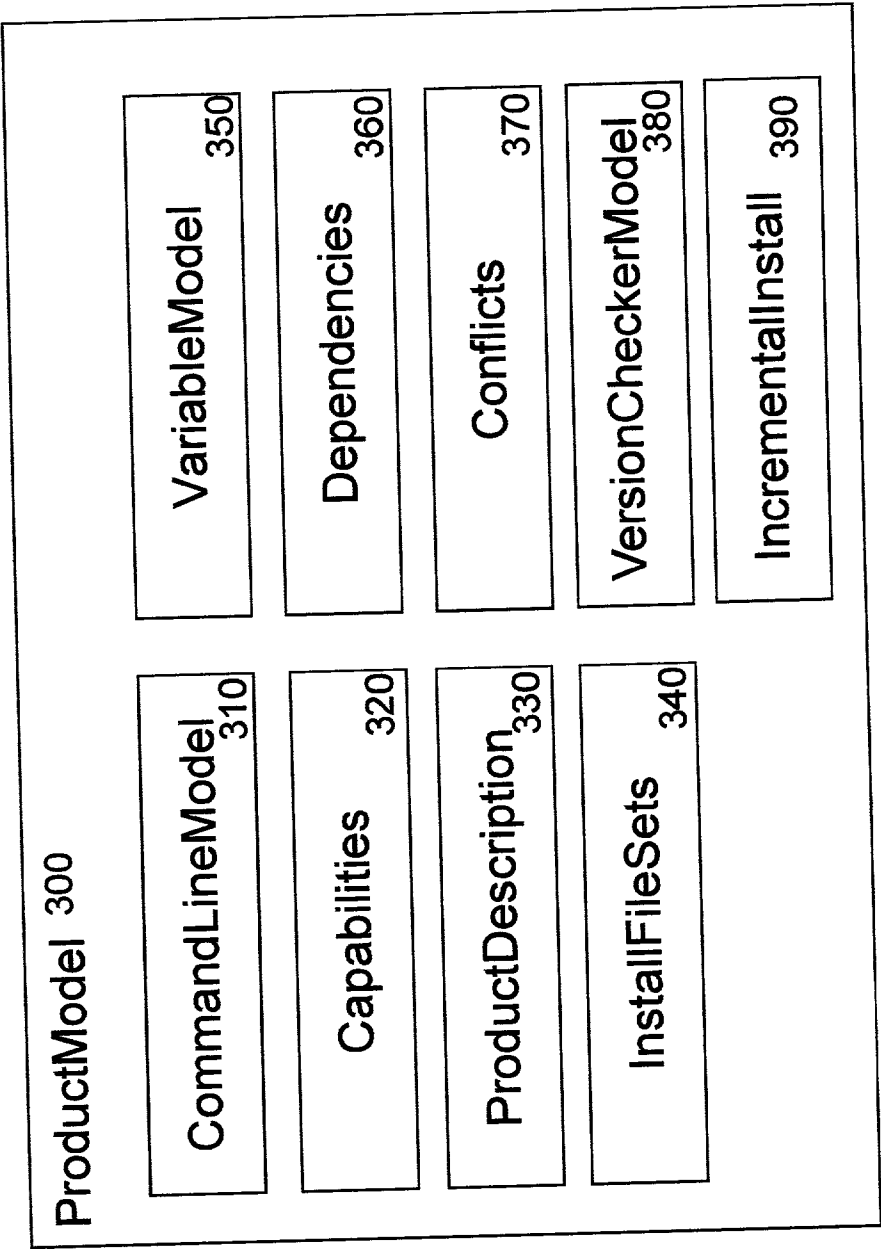 ProductModel 300
CommandLineModel
310
Capabilities
320
ProductDescription
330
InstallFileSets
340
VariableModel
350
Dependencies
360
Conflicts
370
VersionCheckerModel
380
IncrementalInstall
390